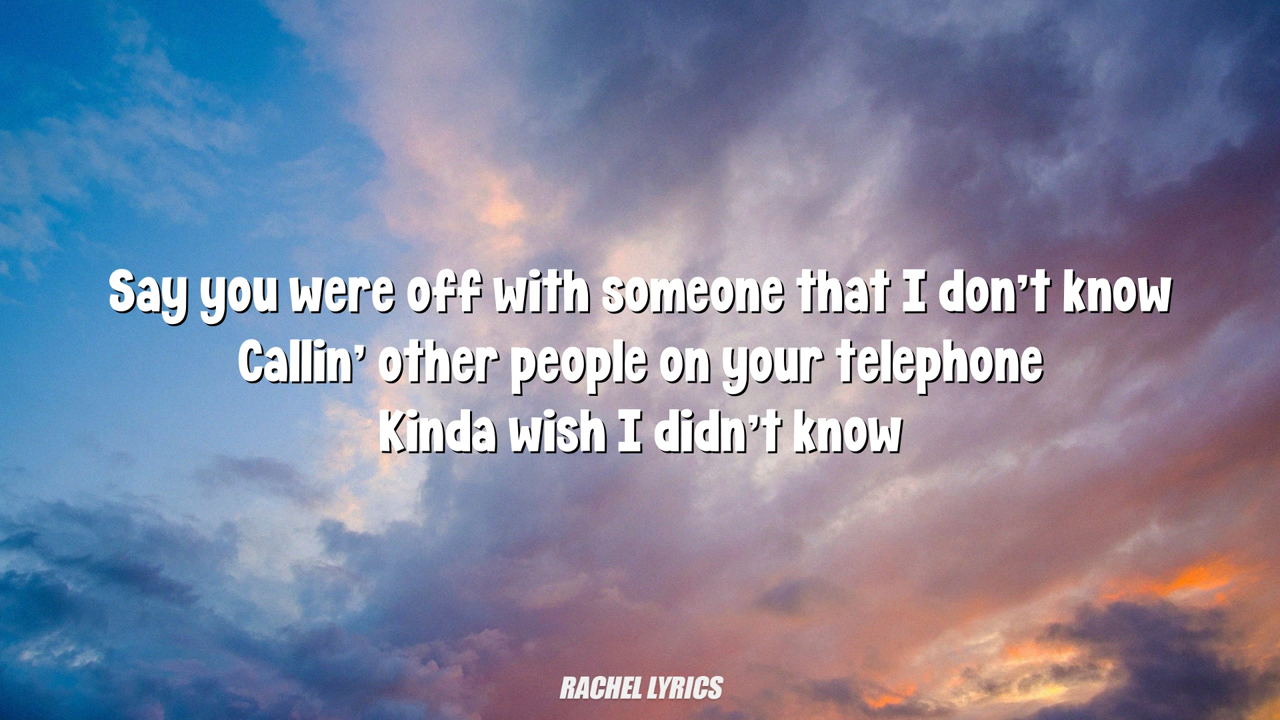 Say you were off with someone that I don't know
Callin' other people on your telephone
Kinda wish I didn't know
RACHEL LYRICS